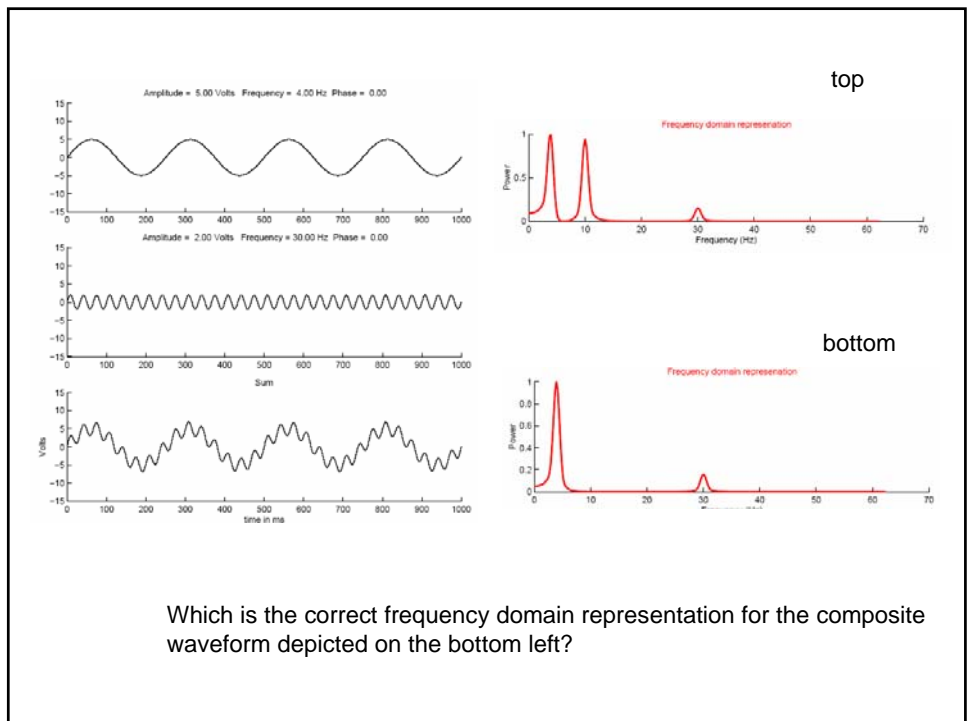 top
Amplitude = 5.00 Volts Frequency = 4.00 Hz Phase = 0.00
15
10
5
0
−5
−10
−15
0 100 200 300 400 500 600 700 800 900 1000
Amplitude = 2.00 Volts Frequency = 30.00 Hz Phase = 0.00
15
10
5
0
−5
−10
−15
0 100 200 300 400 500 600 700 800 900 1000
Sum
15
10
5
0
−5
−10
−15
Volts
0 100 200 300 400 500 600 700 800 900 1000
time in ms
Frequency domain represenation
1
0.5
0
Power
0 10 20 30 40 50 60 70
Frequency (Hz)
bottom
Frequency domain represenation
1
0.8
0.6
0.4
0.2
0
Power
0 10 20 30 40 50 60 70
Frequency (Hz)
Which is the correct frequency domain representation for the composite
waveform depicted on the bottom left?